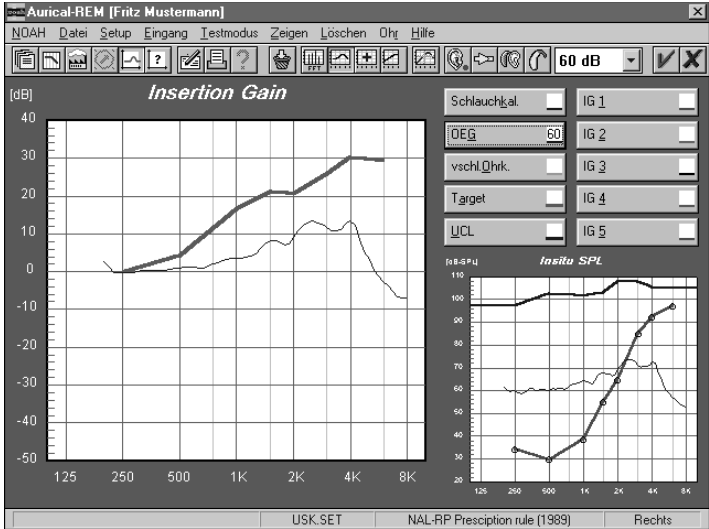 Aurical-REM [Fritz Mustermann]
NOAH Datei Setup Eingang Testmodus Zeigen Löschen Ohr Hilfe
FFT 60 dB
[dB] Insertion Gain
40
30
20
10
0
-10
-20
-30
-40
-50
125 250 500 1K 2K 4K 8K
Schlauchkal. IG 1
OEG 60 IG 2
vschl.Ohrk. IG 3
Target IG 4
UCL IG 5
[dB-SPL] Insitu SPL
110
100
90
80
70
60
50
40
30
20
125 250 500 1K 2K 4K 8K
USK.SET NAL-RP Presciption rule (1989) Rechts